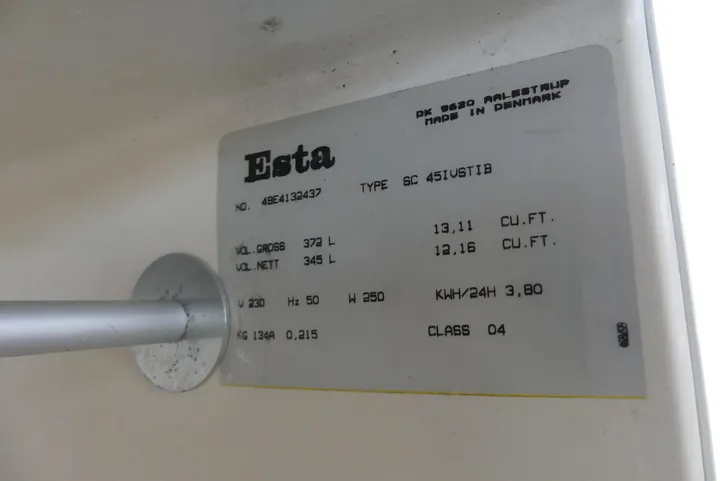 DK 9620 AALESTRUP
MADE IN DENMARK
Esta
NO. 49E4132437 TYPE SC 45IVSTIB
VOL.GROSS 372 L 13,11 CU.FT.
VOL.NETT 345 L 12,16 CU.FT.
V 230 Hz 50 W 250 KWH/24H 3,80
KG 134A 0,215 CLASS 04